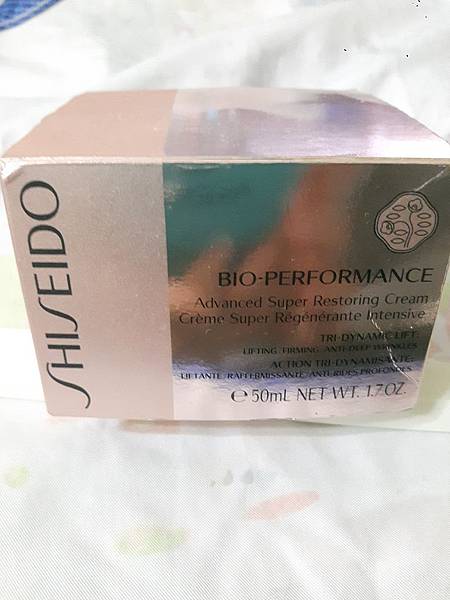 SHISEIDO
BIO-PERFORMANCE
Advanced Super Restoring Cream
Crème Super Régénérante Intensive
TRI-DYNAMIC LIFT:
LIFTING · FIRMING · ANTI-DEEP WRINKLES
ACTION TRI-DYNAMISANTE:
LIFTANTE · RAFFERMISSANTE · ANTI-RIDES PROFONDES
℮ 50mL NET WT. 1.7 OZ.